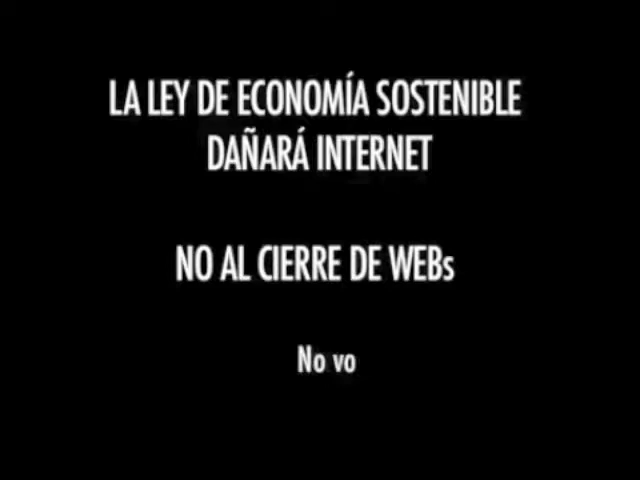 LA LEY DE ECONOMÍA SOSTENIBLE
DAÑARÁ INTERNET
NO AL CIERRE DE WEBs
No vo